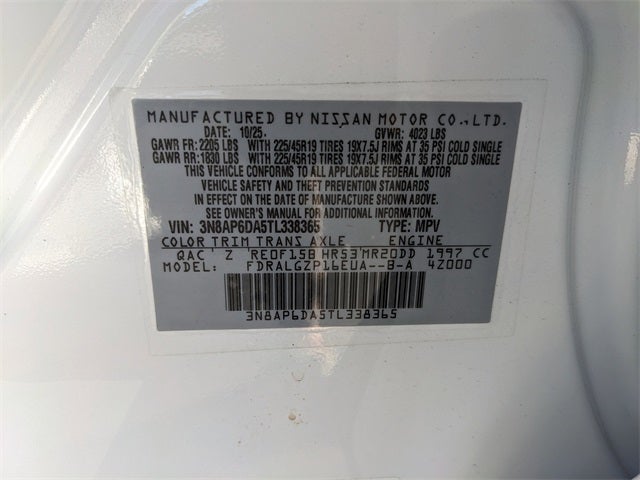 MANUFACTURED BY NISSAN MOTOR CO., LTD.
DATE: 10/25. GVWR: 4023 LBS
GAWR FR: 2205 LBS WITH 225/45R19 TIRES 19X7.5J RIMS AT 35 PSI COLD SINGLE
GAWR RR: 1830 LBS WITH 225/45R19 TIRES 19X7.5J RIMS AT 35 PSI COLD SINGLE
THIS VEHICLE CONFORMS TO ALL APPLICABLE FEDERAL MOTOR
VEHICLE SAFETY AND THEFT PREVENTION STANDARDS
IN EFFECT ON THE DATE OF MANUFACTURE SHOWN ABOVE.
SEE OWNER'S MANUAL FOR ADDITIONAL INFORMATION.
VIN: 3N8AP6DA5TL338365 TYPE: MPV
COLOR TRIM TRANS AXLE ENGINE
QAC Z RE0F15B HR53 MR20DD 1997 CC
MODEL: FDRALGZP16EUA--B-A 4Z000
3N8AP6DA5TL338365